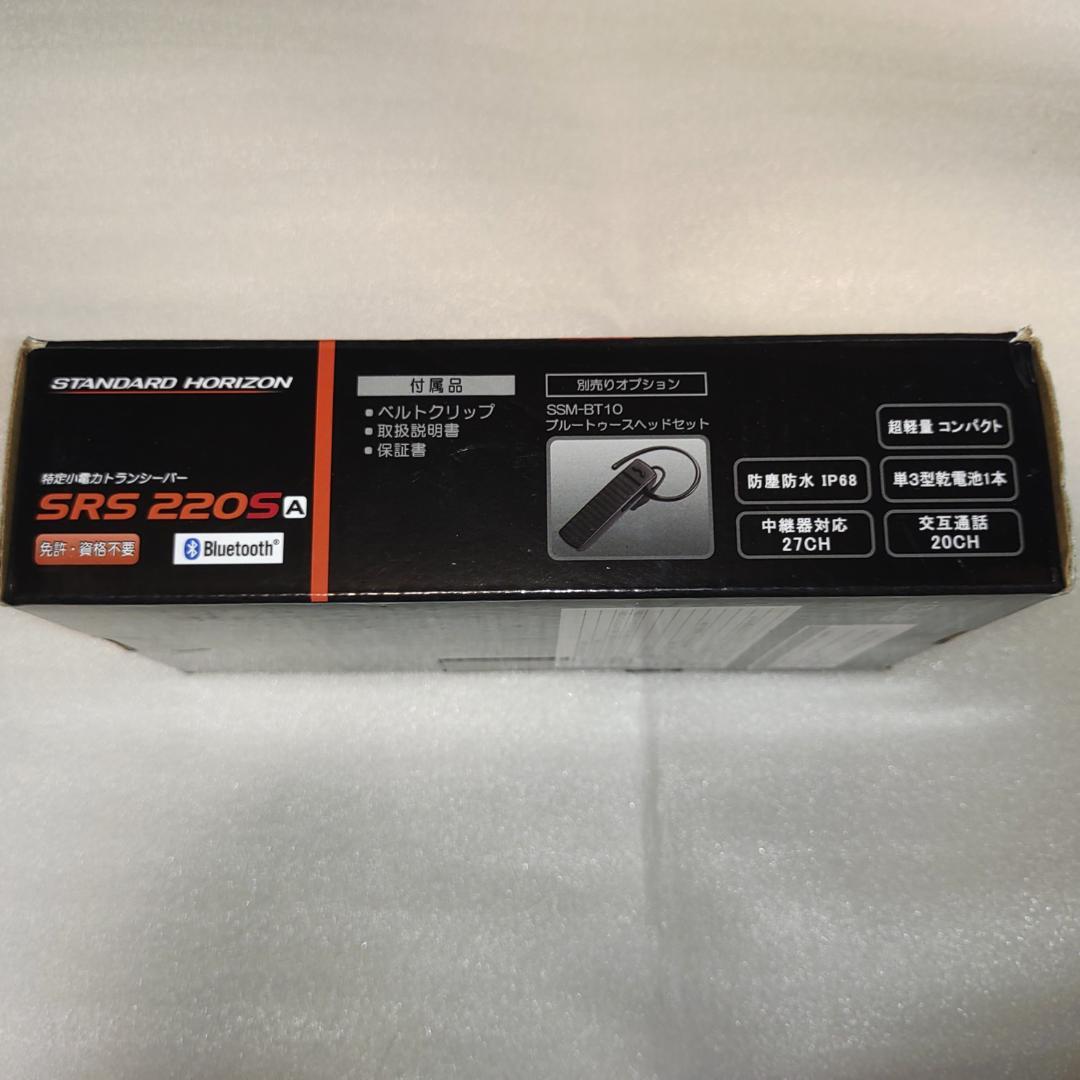 STANDARD HORIZON
特定小電力トランシーバー
SRS 220S A
免許・資格不要
Bluetooth®
付属品
• ベルトクリップ
• 取扱説明書
• 保証書
別売りオプション
SSM-BT10
ブルートゥースヘッドセット
超軽量 コンパクト
防塵防水 IP68
単3型乾電池1本
中継器対応
27CH
交互通話
20CH